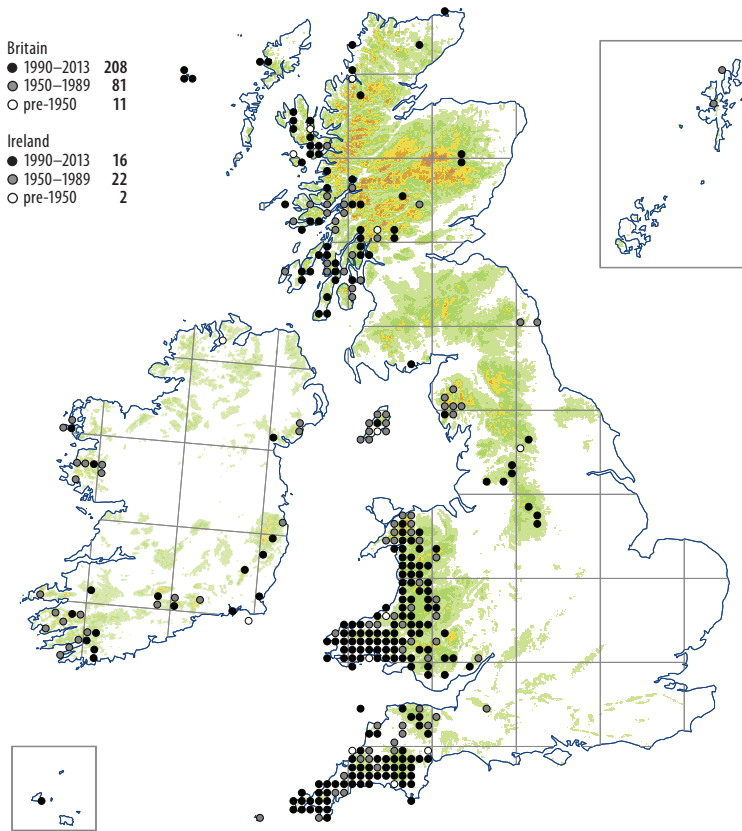 Britain
● 1990–2013 208
● 1950–1989 81
○ pre-1950 11
Ireland
● 1990–2013 16
● 1950–1989 22
○ pre-1950 2